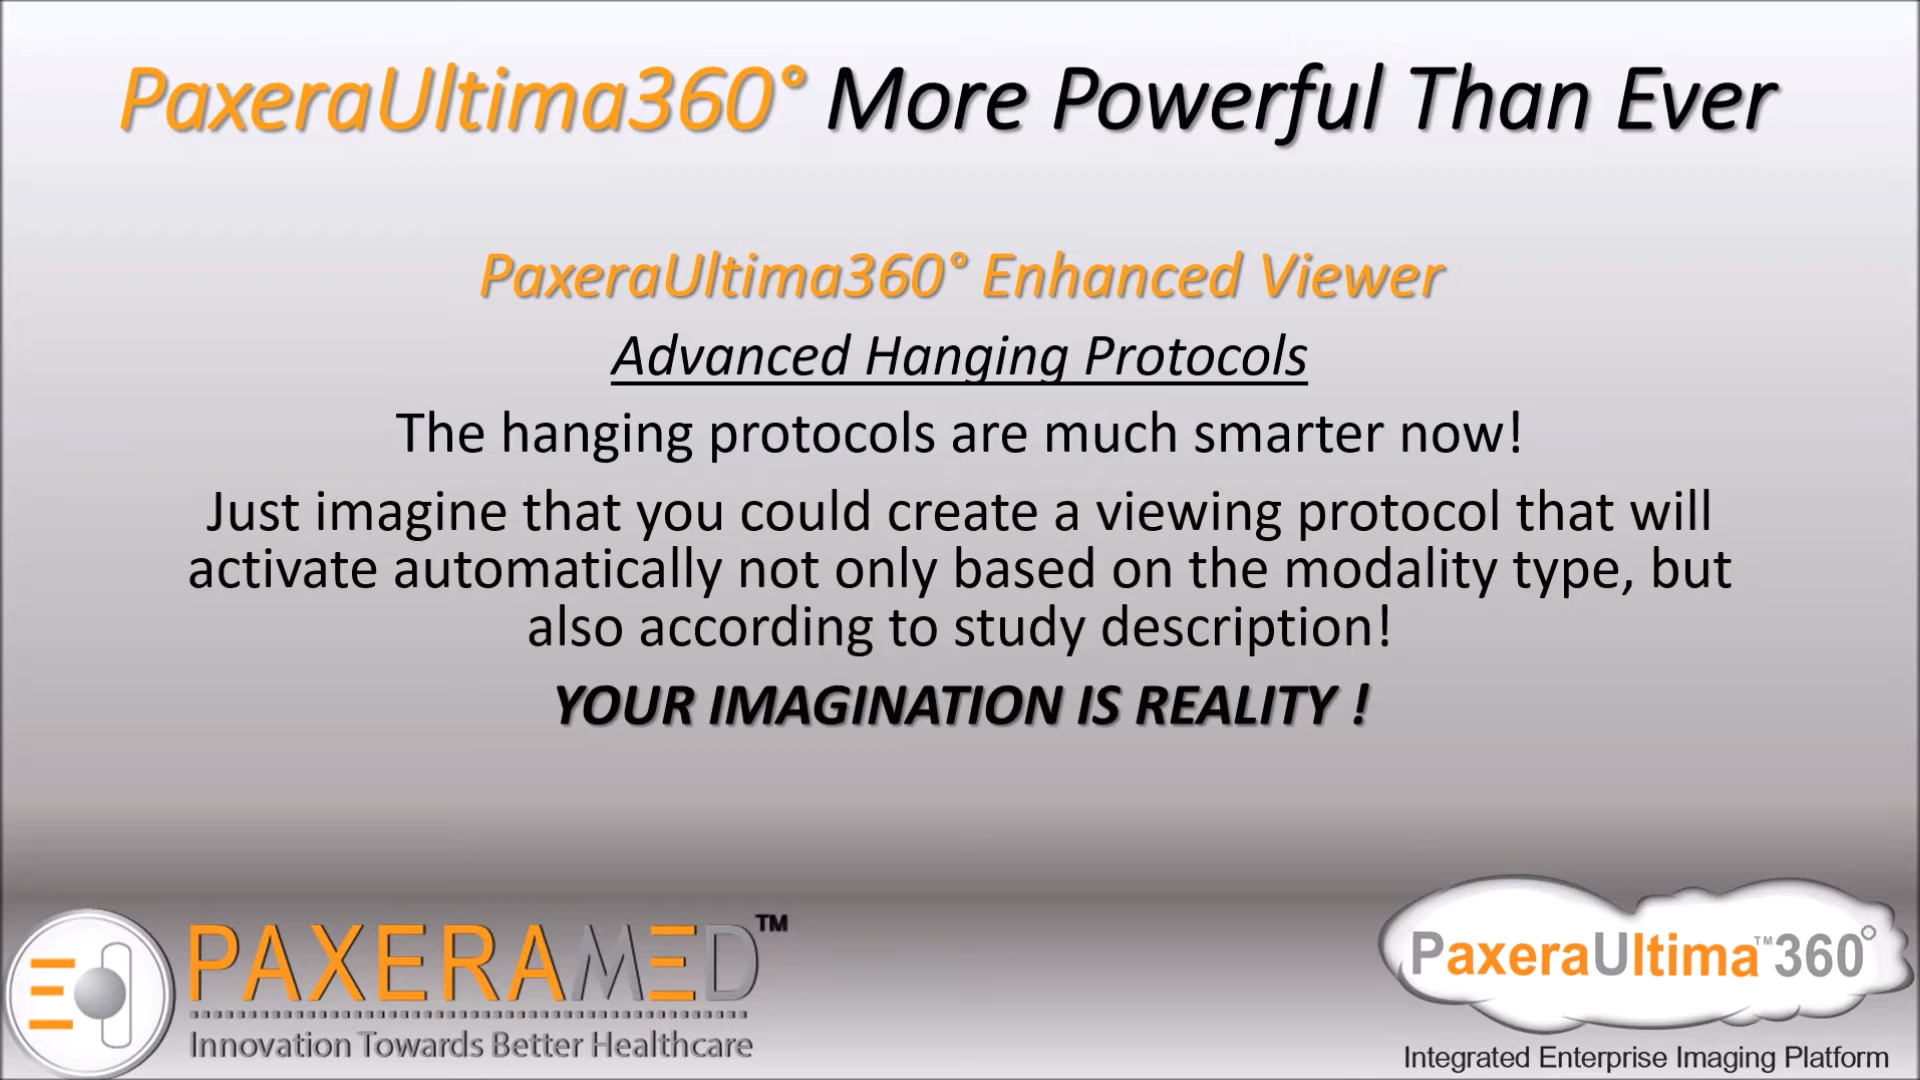 PaxeraUltima360° More Powerful Than Ever
PaxeraUltima360° Enhanced Viewer
Advanced Hanging Protocols
The hanging protocols are much smarter now!
Just imagine that you could create a viewing protocol that will
activate automatically not only based on the modality type, but
also according to study description!
YOUR IMAGINATION IS REALITY !
PAXERAMED™
Innovation Towards Better Healthcare
PaxeraUltima™360°
Integrated Enterprise Imaging Platform